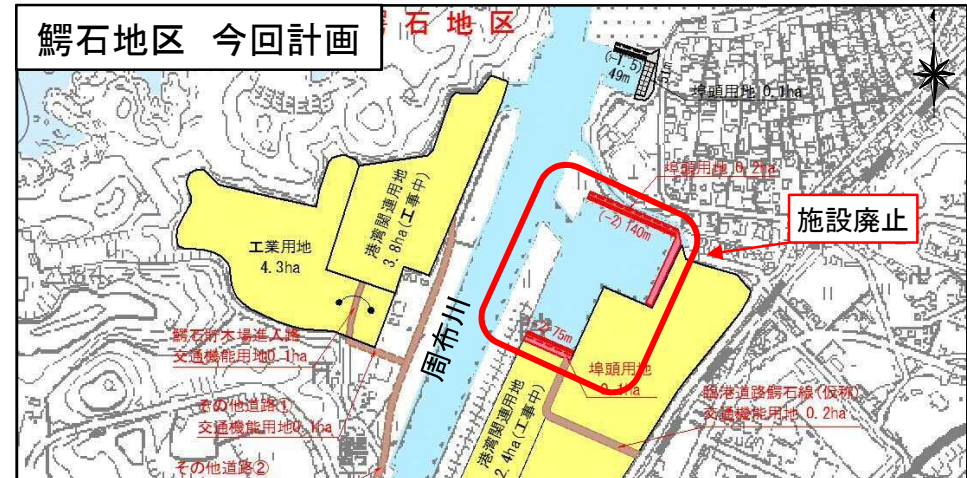 鰐石地区 今回計画
石地区
(-1.5)
49m
51m
埠頭用地 0.1ha
埠頭用地 0.2ha
(-2)140m
施設廃止
港湾関連用地
3.8ha(工事中)
工業用地
4.3ha
周布川
鰐石貯木場進入路
交通機能用地0.1ha
(-2)75m
埠頭用地
その他道路①
交通機能用地0.1ha
臨港道路鰐石線(仮称)
交通機能用地 0.2ha
港湾関連用地
2.4ha(工事中)
その他道路②